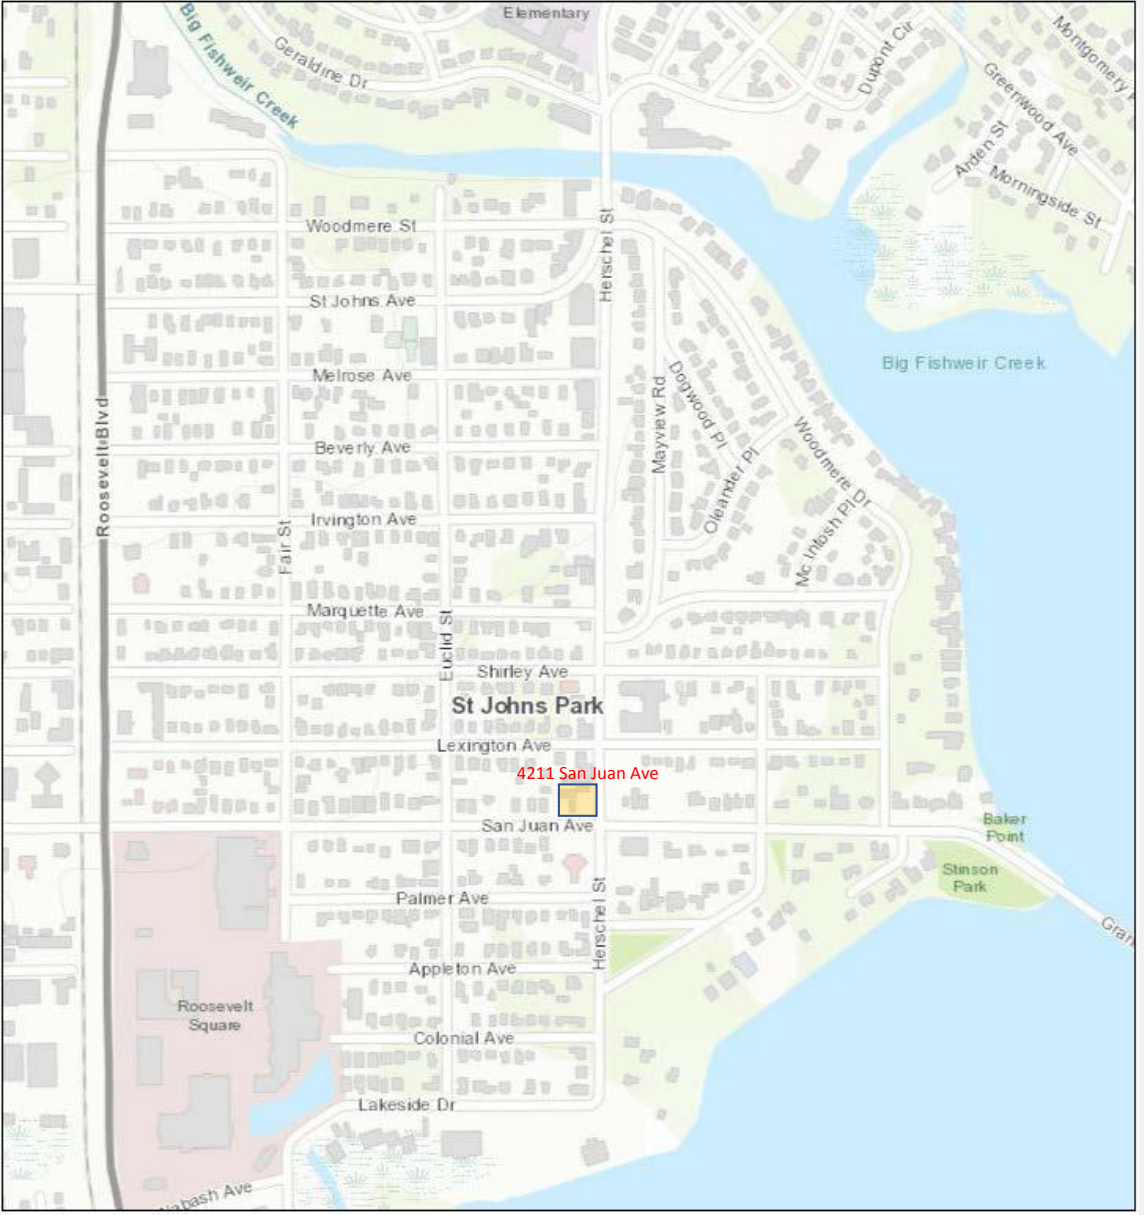 Elementary
Big Fishweir Creek
Geraldine Dr
Dupont Cir
Montgomery
Greenwood Ave
Arden St
Morningside St
Woodmere St
Herschel St
St Johns Ave
Big Fishweir Creek
Melrose Ave
Dogwood Pl
Mayview Rd
Roosevelt Blvd
Beverly Ave
Woodmere Dr
Oleander Pl
Irvington Ave
Fair St
Mc Intosh Pl
Marquette Ave
Euclid St
Shirley Ave
St Johns Park
Lexington Ave
4211 San Juan Ave
San Juan Ave
Baker
Point
Stinson
Park
Palmer Ave
Herschel St
Gran
Appleton Ave
Roosevelt
Square
Colonial Ave
Lakeside Dr
Wabash Ave